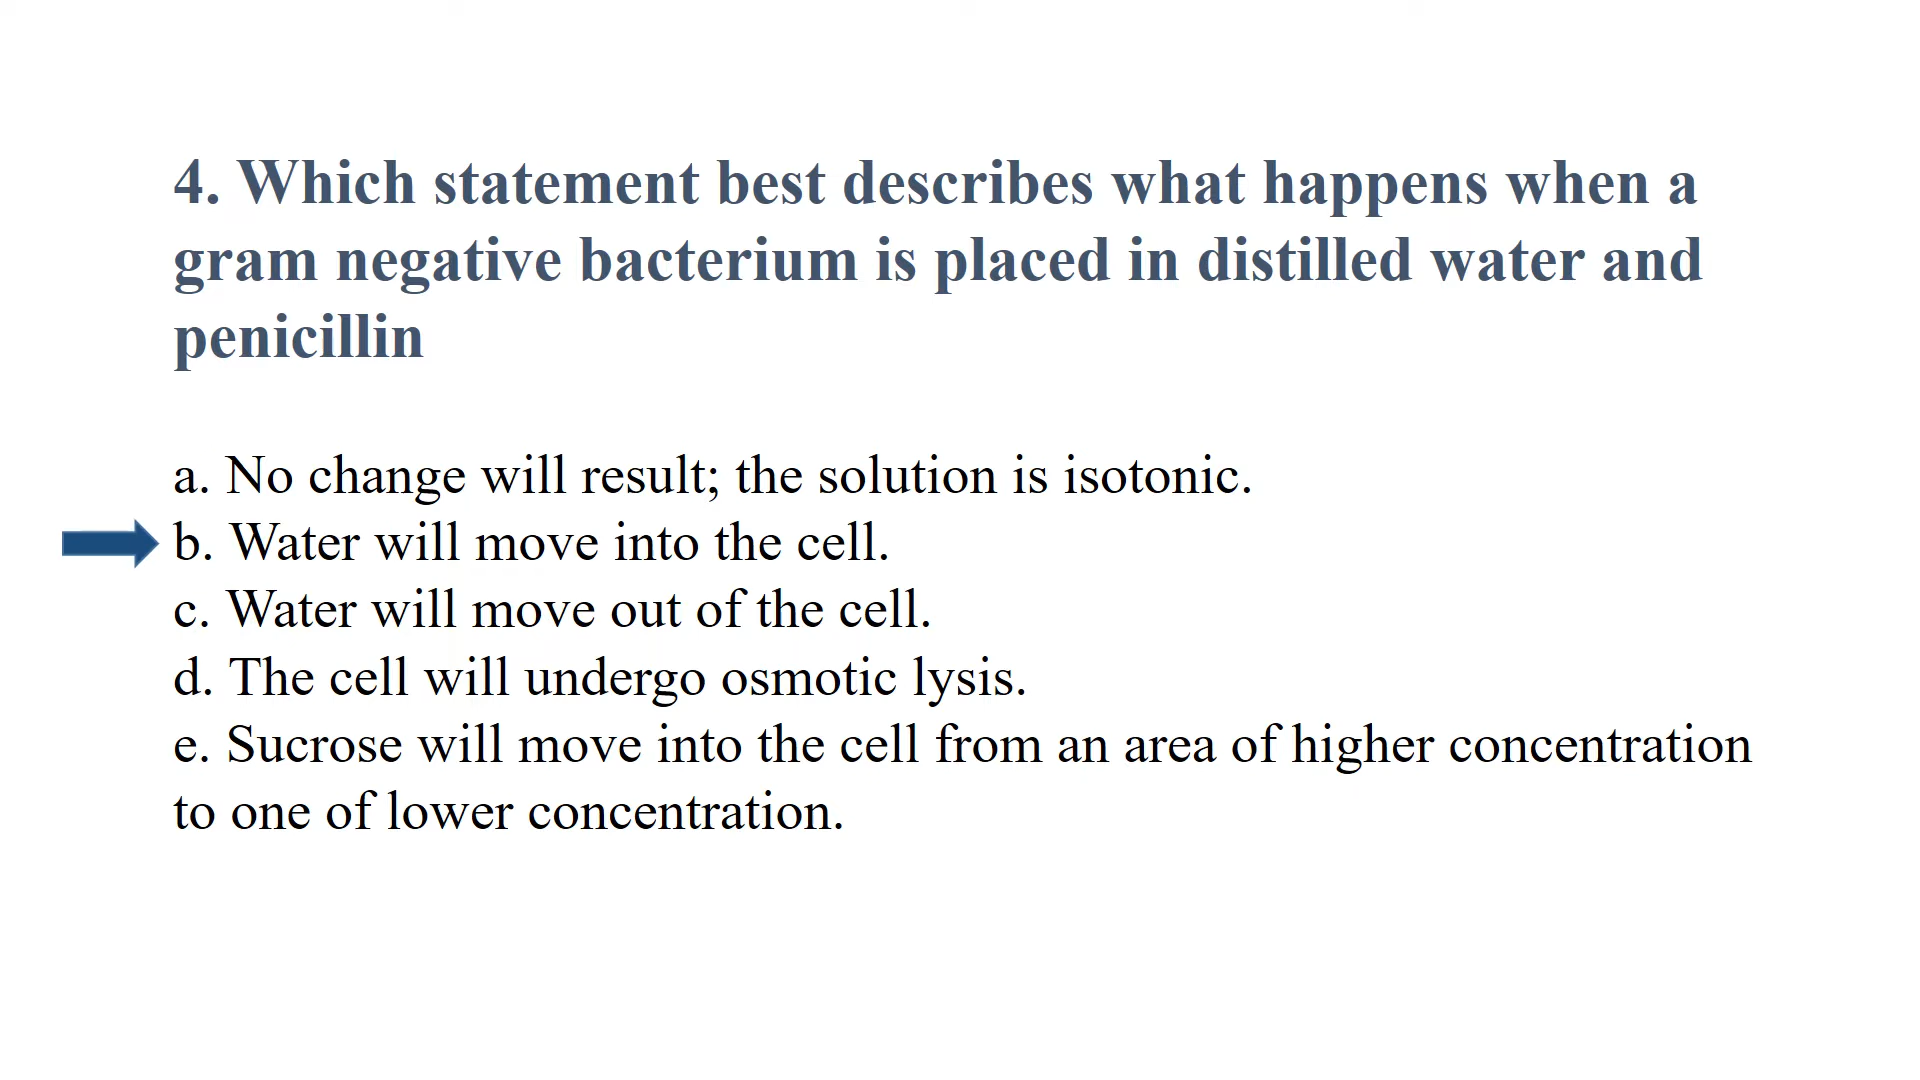 4. Which statement best describes what happens when a
gram negative bacterium is placed in distilled water and
penicillin
a. No change will result; the solution is isotonic.
b. Water will move into the cell.
c. Water will move out of the cell.
d. The cell will undergo osmotic lysis.
e. Sucrose will move into the cell from an area of higher concentration
to one of lower concentration.